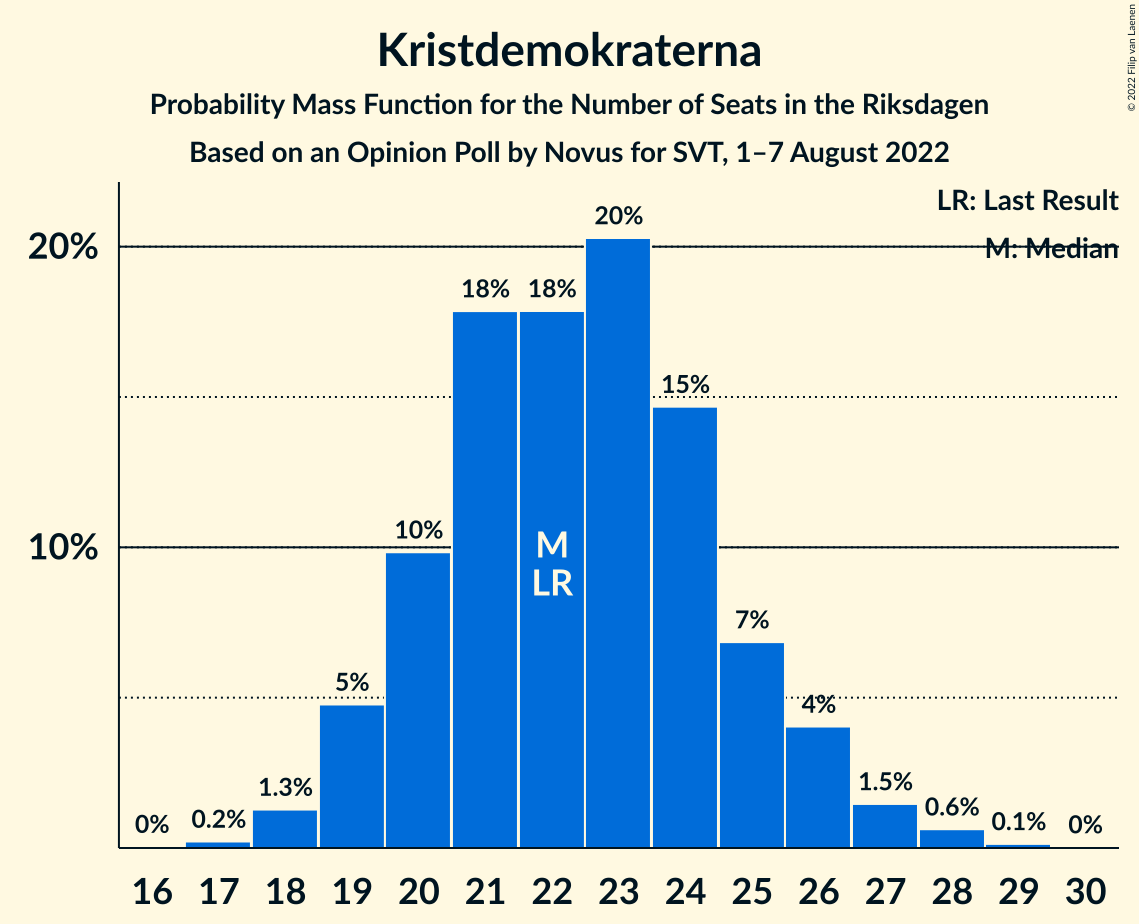 Kristdemokraterna
Probability Mass Function for the Number of Seats in the Riksdagen
Based on an Opinion Poll by Novus for SVT, 1–7 August 2022
© 2022 Filip van Laenen
LR: Last Result
M: Median
20%
10%
0% 0.2% 1.3% 5% 10% 18% 18% 20% 15% 7% 4% 1.5% 0.6% 0.1% 0%
M
LR
16 17 18 19 20 21 22 23 24 25 26 27 28 29 30